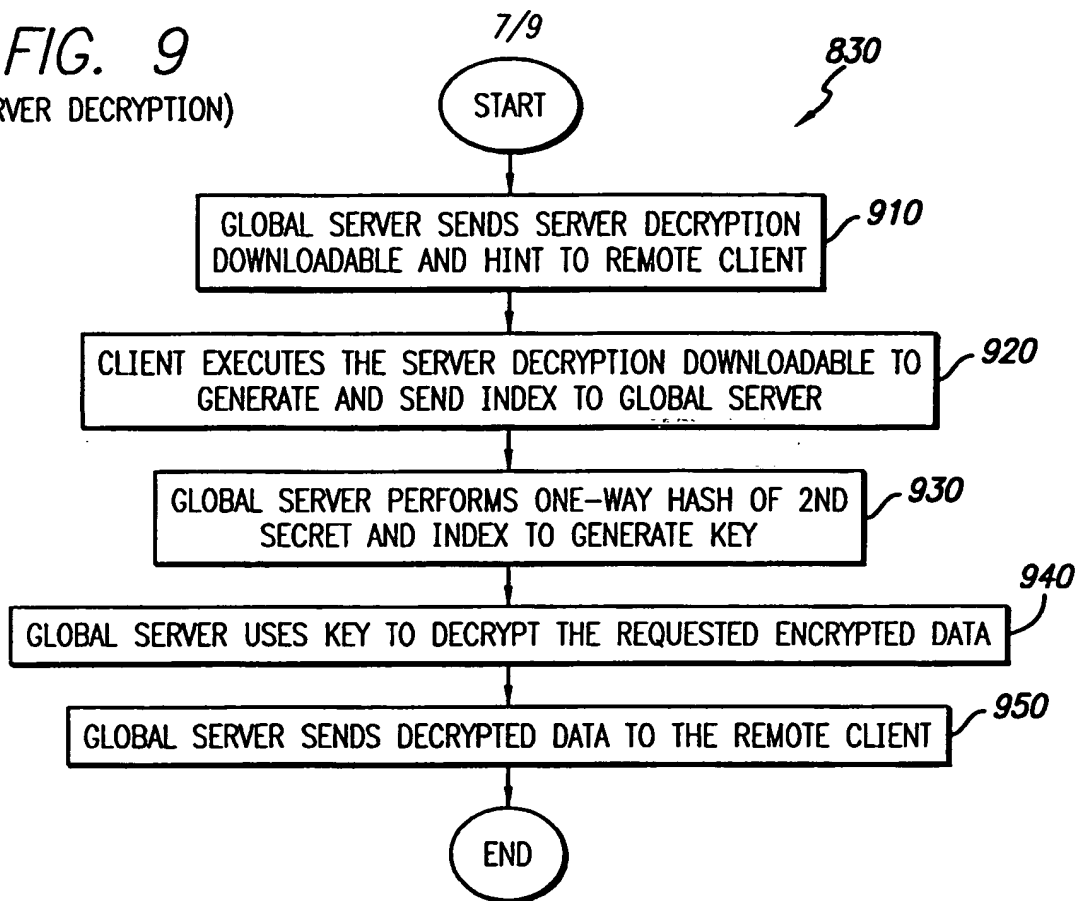 FIG. 9
RVER DECRYPTION)
7/9
830
START
GLOBAL SERVER SENDS SERVER DECRYPTION
DOWNLOADABLE AND HINT TO REMOTE CLIENT
910
CLIENT EXECUTES THE SERVER DECRYPTION DOWNLOADABLE TO
GENERATE AND SEND INDEX TO GLOBAL SERVER
920
GLOBAL SERVER PERFORMS ONE-WAY HASH OF 2ND
SECRET AND INDEX TO GENERATE KEY
930
GLOBAL SERVER USES KEY TO DECRYPT THE REQUESTED ENCRYPTED DATA
940
GLOBAL SERVER SENDS DECRYPTED DATA TO THE REMOTE CLIENT
950
END